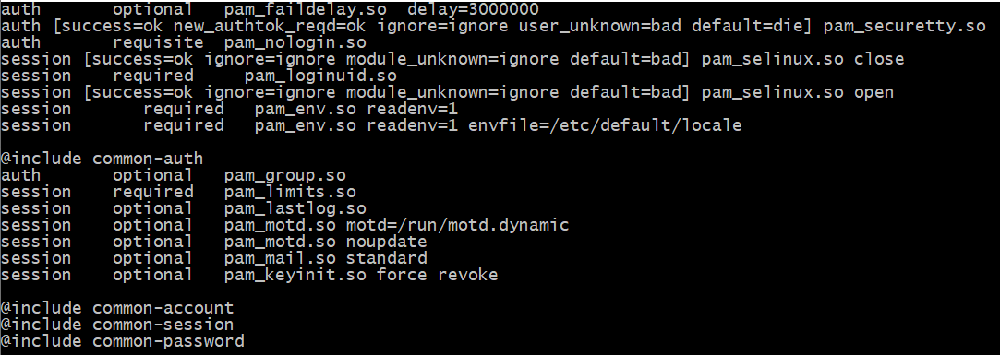 auth       optional   pam_faildelay.so  delay=3000000
auth [success=ok new_authtok_reqd=ok ignore=ignore user_unknown=bad default=die] pam_securetty.so
auth       requisite  pam_nologin.so
session [success=ok ignore=ignore module_unknown=ignore default=bad] pam_selinux.so close
session    required     pam_loginuid.so
session [success=ok ignore=ignore module_unknown=ignore default=bad] pam_selinux.so open
session       required   pam_env.so readenv=1
session       required   pam_env.so readenv=1 envfile=/etc/default/locale
@include common-auth
auth       optional   pam_group.so
session    required   pam_limits.so
session    optional   pam_lastlog.so
session    optional   pam_motd.so motd=/run/motd.dynamic
session    optional   pam_motd.so noupdate
session    optional   pam_mail.so standard
session    optional   pam_keyinit.so force revoke
@include common-account
@include common-session
@include common-password